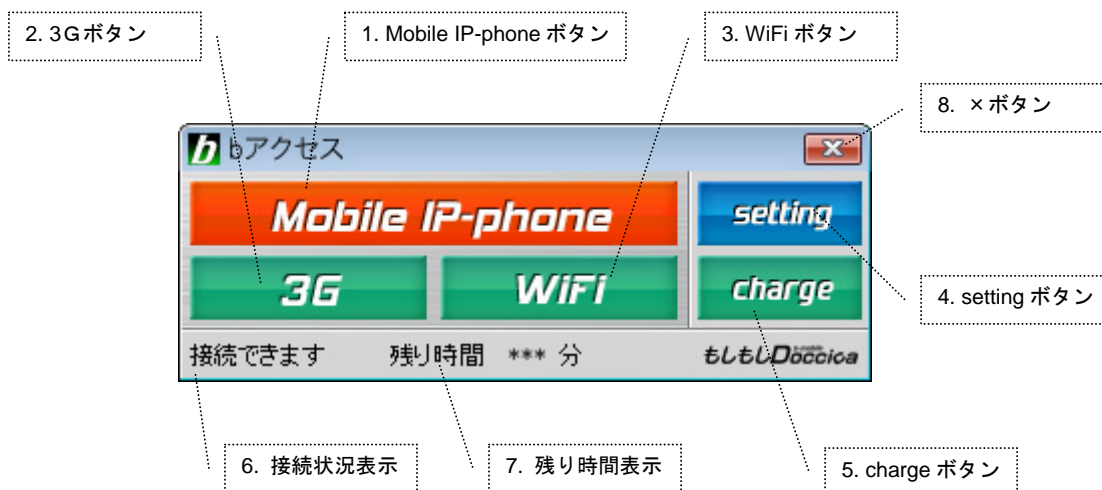 2. 3Gボタン
1. Mobile IP-phone ボタン
3. WiFi ボタン
8. ×ボタン
b bアクセス
Mobile IP-phone
setting
3G
WiFi
charge
4. setting ボタン
接続できます 残り時間 *** 分 もしもしDoccica
6. 接続状況表示
7. 残り時間表示
5. charge ボタン